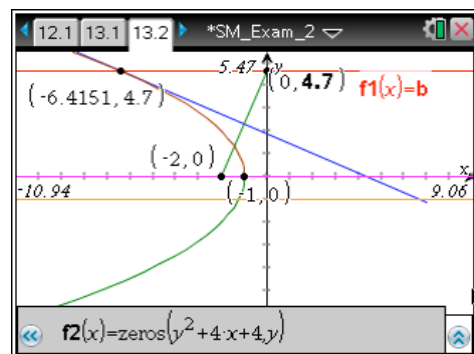 12.1 13.1 13.2 *SM_Exam_2
5.47 y
(0,4.7) f1(x)=b
(-6.4151,4.7)
(-2,0)
x
-10.94 (-1,0) 9.06
f2(x)=zeros(y²+4·x+4,y)